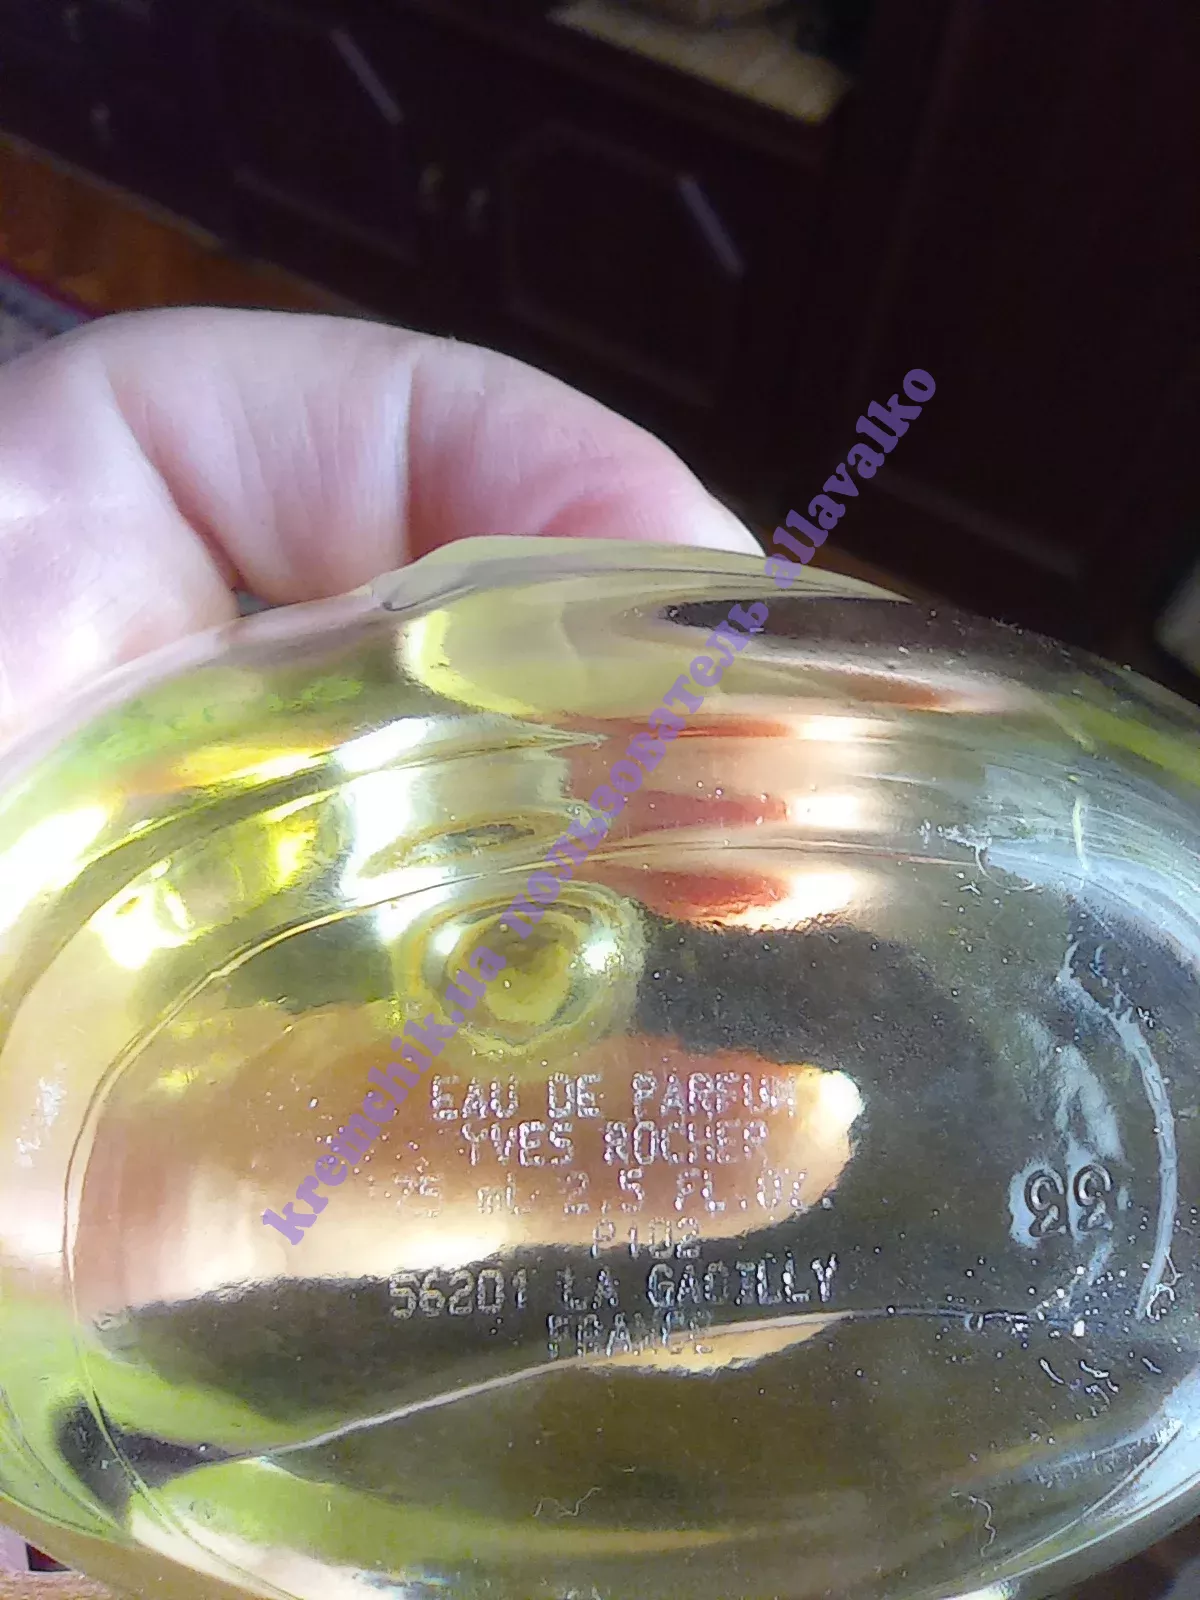 kremchik.ua пользователь allavalko
EAU DE PARFUM
YVES ROCHER
75 mL 2,5 FL.OZ.
P102
56201 LA GACILLY
FRANCE
33